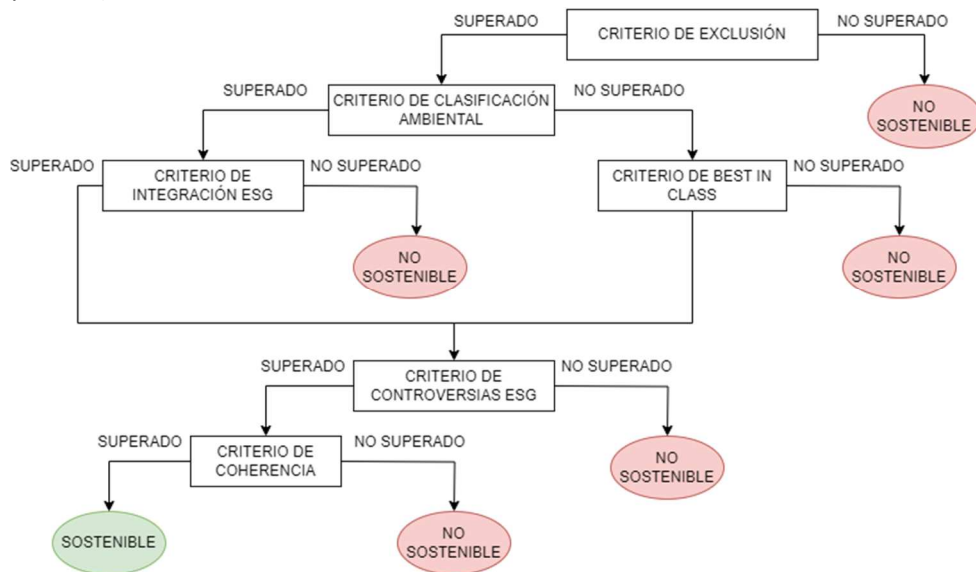 SUPERADO
CRITERIO DE EXCLUSIÓN
NO SUPERADO
SUPERADO
CRITERIO DE CLASIFICACIÓN
AMBIENTAL
NO SUPERADO
NO
SOSTENIBLE
SUPERADO
CRITERIO DE
INTEGRACIÓN ESG
NO SUPERADO
CRITERIO DE BEST IN
CLASS
NO SUPERADO
NO
SOSTENIBLE
NO
SOSTENIBLE
SUPERADO
CRITERIO DE
CONTROVERSIAS ESG
NO SUPERADO
SUPERADO
CRITERIO DE
COHERENCIA
NO SUPERADO
NO
SOSTENIBLE
SOSTENIBLE
NO
SOSTENIBLE